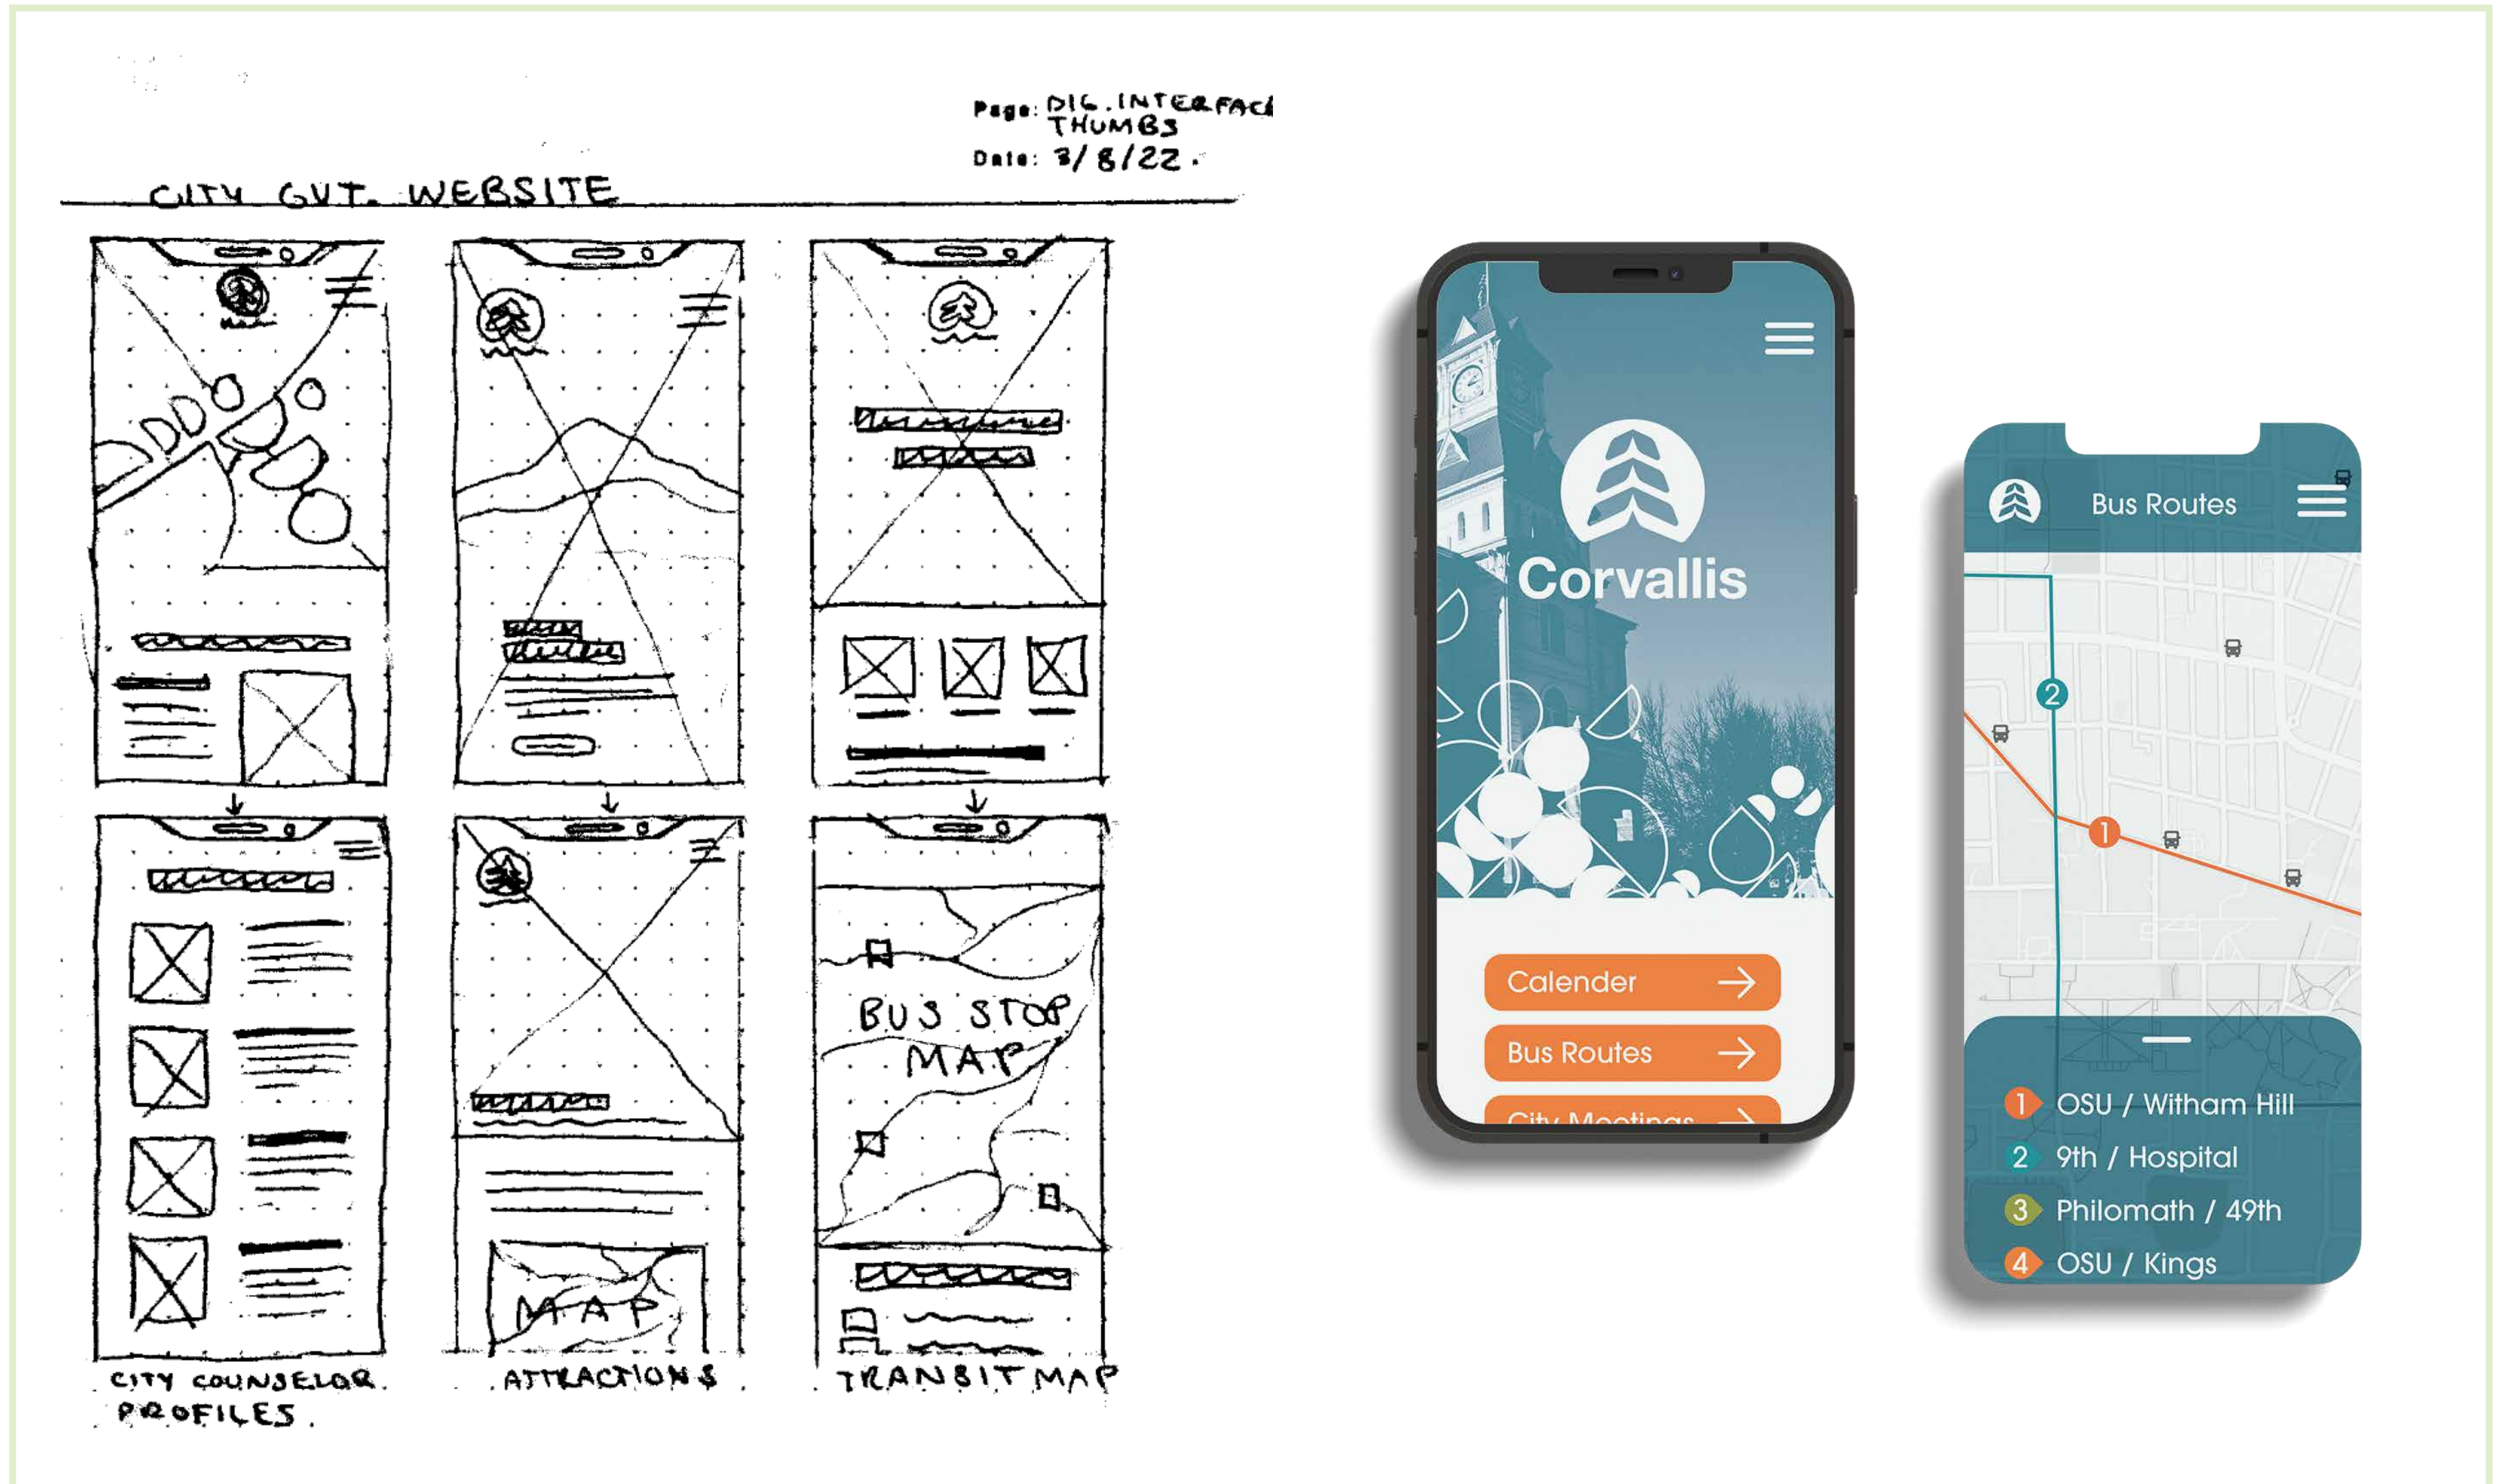 Page: DIG. INTERFACE
THUMBS
Date: 3/8/22.
CITY GVT. WEBSITE
BUS STOP
MAP
MAP
CITY COUNSELOR
PROFILES.
ATTRACTIONS
TRANSIT MAP
Corvallis
Calender
Bus Routes
City Meetings
Bus Routes
2
1
1 OSU / Witham Hill
2 9th / Hospital
3 Philomath / 49th
4 OSU / Kings